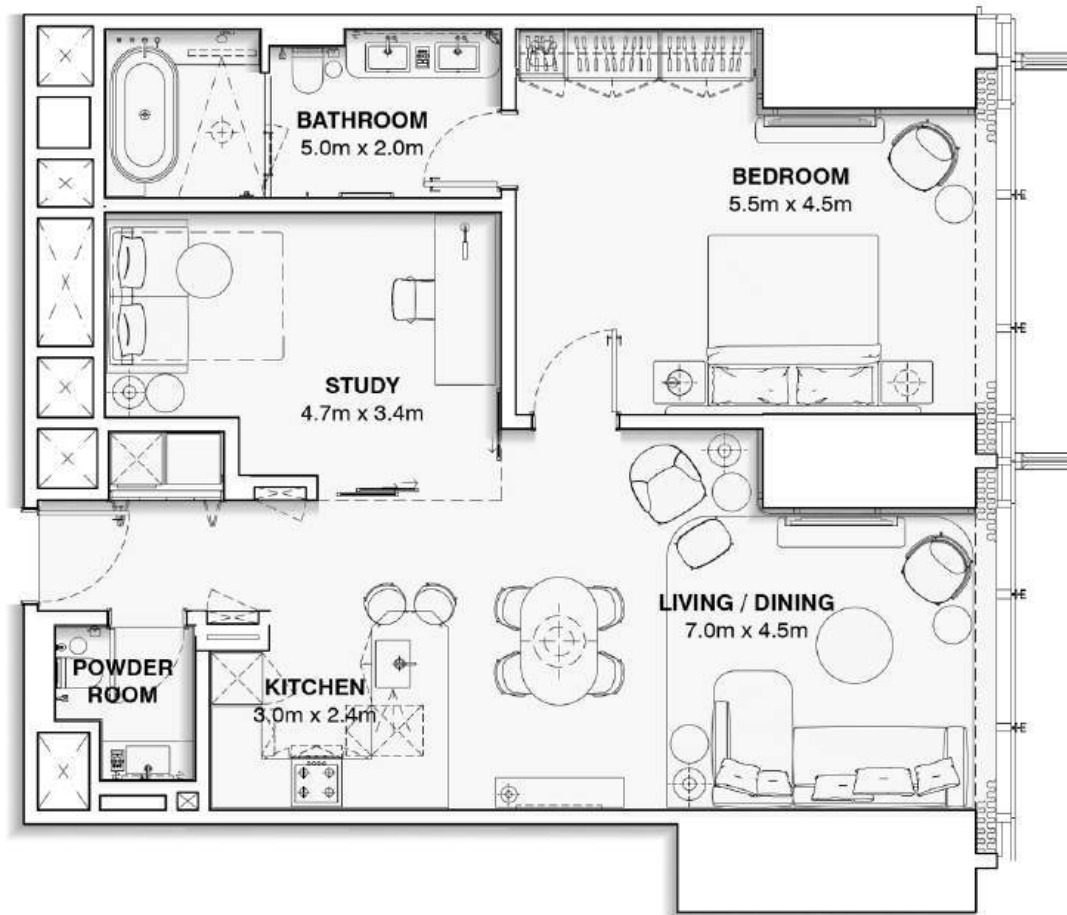 BATHROOM
5.0m x 2.0m
BEDROOM
5.5m x 4.5m
STUDY
4.7m x 3.4m
LIVING / DINING
7.0m x 4.5m
POWDER
ROOM
KITCHEN
3.0m x 2.4m